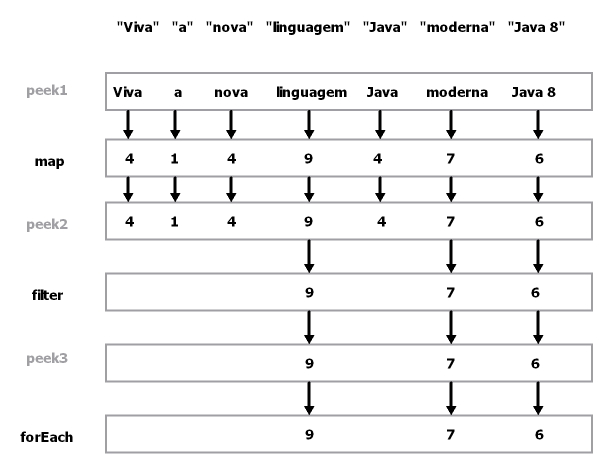 "Viva" "a" "nova" "linguagem" "Java" "moderna" "Java 8"
peek1 Viva a nova linguagem Java moderna Java 8
map 4 1 4 9 4 7 6
peek2 4 1 4 9 4 7 6
filter 9 7 6
peek3 9 7 6
forEach 9 7 6